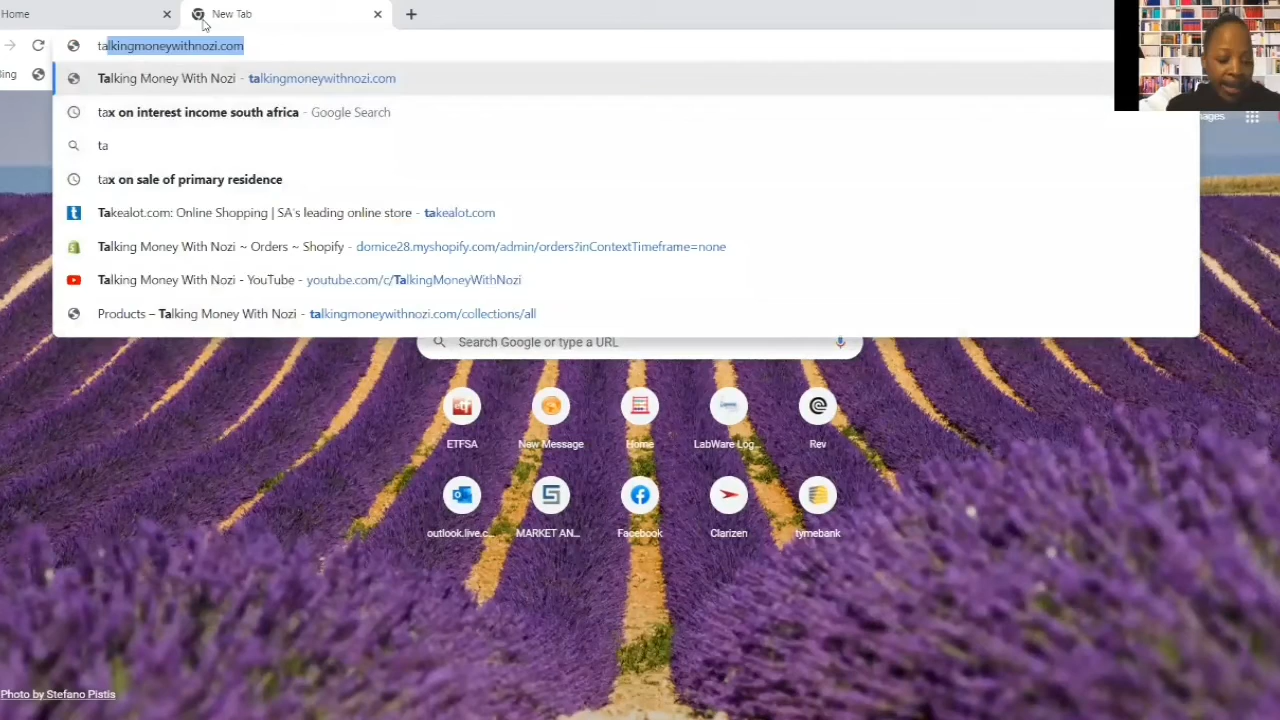 Home
New Tab
talkingmoneywithnozi.com
ling
Talking Money With Nozi - talkingmoneywithnozi.com
tax on interest income south africa - Google Search
ta
tax on sale of primary residence
Takealot.com: Online Shopping | SA's leading online store - takealot.com
Talking Money With Nozi ~ Orders ~ Shopify - domice28.myshopify.com/admin/orders?inContextTimeframe=none
Talking Money With Nozi - YouTube - youtube.com/c/TalkingMoneyWithNozi
Products – Talking Money With Nozi - talkingmoneywithnozi.com/collections/all
ages
Search Google or type a URL
etf
ETFSA
New Message
Home
LabWare Log...
Rev
outlook.live.c...
MARKET AN...
Facebook
Clarizen
tymebank
Photo by Stefano Pistis